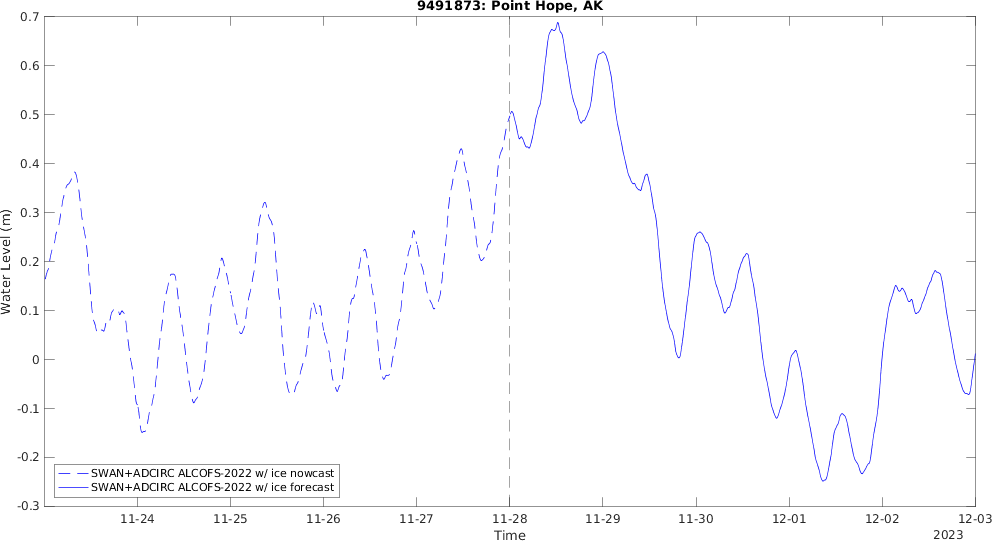 9491873: Point Hope, AK
0.7
0.6
0.5
0.4
0.3
0.2
0.1
0
-0.1
-0.2
-0.3
Water Level (m)
SWAN+ADCIRC ALCOFS-2022 w/ ice nowcast
SWAN+ADCIRC ALCOFS-2022 w/ ice forecast
11-24 11-25 11-26 11-27 11-28 11-29 11-30 12-01 12-02 12-03
Time
2023